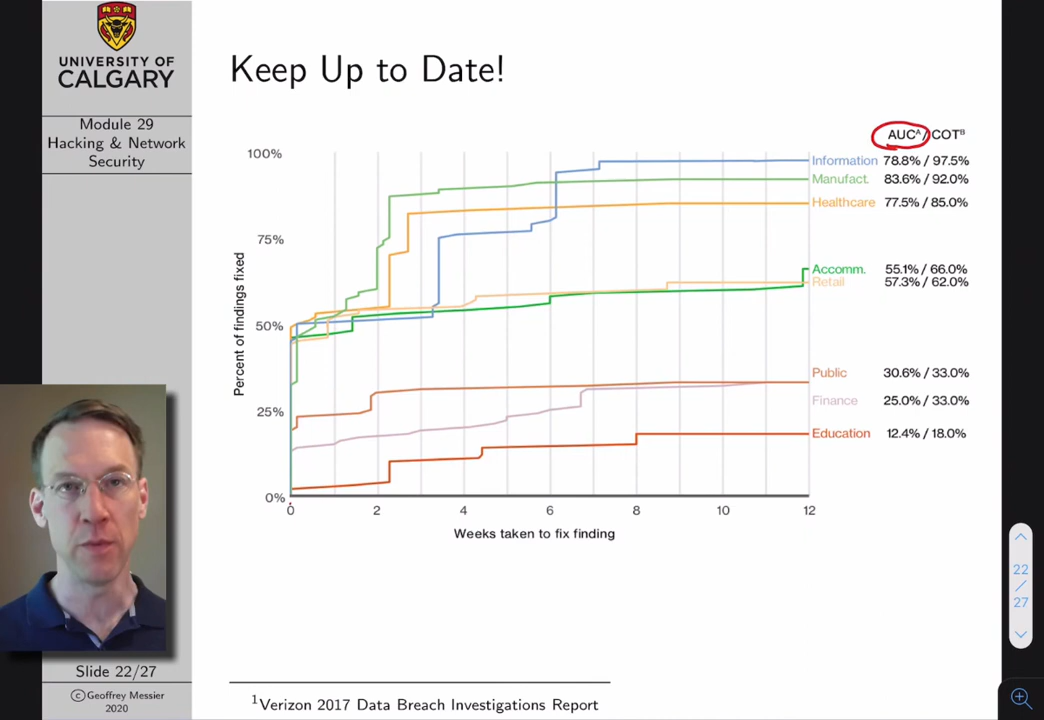 UNIVERSITY OF
CALGARY
Module 29
Hacking & Network
Security
Keep Up to Date!
AUCᴬ/COTᴮ
100%
75%
50%
25%
0%
Percent of findings fixed
Information 78.8% / 97.5%
Manufact. 83.6% / 92.0%
Healthcare 77.5% / 85.0%
Accomm. 55.1% / 66.0%
Retail 57.3% / 62.0%
Public 30.6% / 33.0%
Finance 25.0% / 33.0%
Education 12.4% / 18.0%
0 2 4 6 8 10 12
Weeks taken to fix finding
22
/
27
Slide 22/27
©Geoffrey Messier
2020
¹Verizon 2017 Data Breach Investigations Report